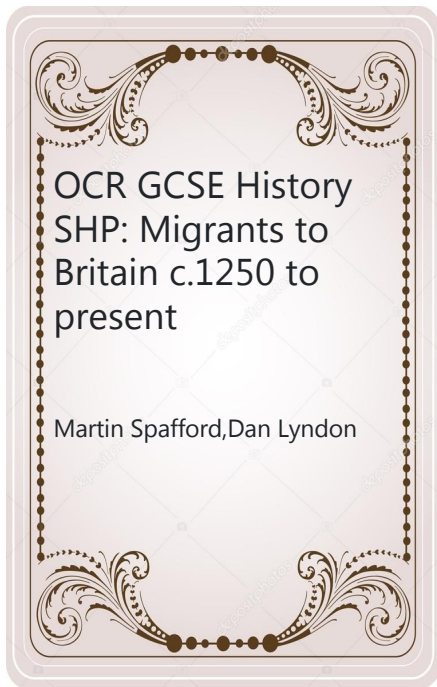 OCR GCSE History
SHP: Migrants to
Britain c.1250 to
present
Martin Spafford,Dan Lyndon